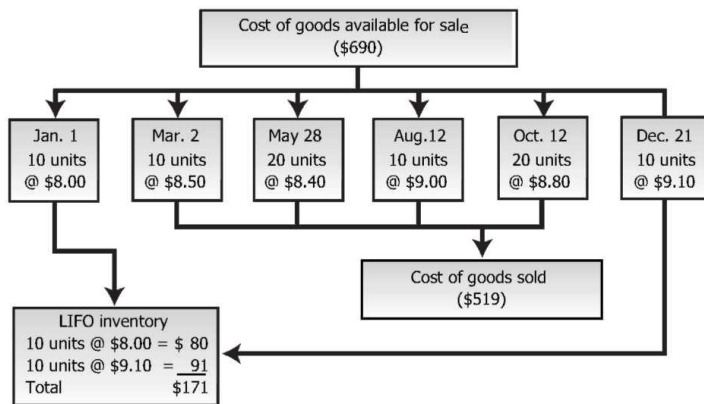 Cost of goods available for sale
($690)
Jan. 1
10 units
@ $8.00
Mar. 2
10 units
@ $8.50
May 28
20 units
@ $8.40
Aug.12
10 units
@ $9.00
Oct. 12
20 units
@ $8.80
Dec. 21
10 units
@ $9.10
Cost of goods sold
($519)
LIFO inventory
10 units @ $8.00 = $ 80
10 units @ $9.10 = 91
Total $171